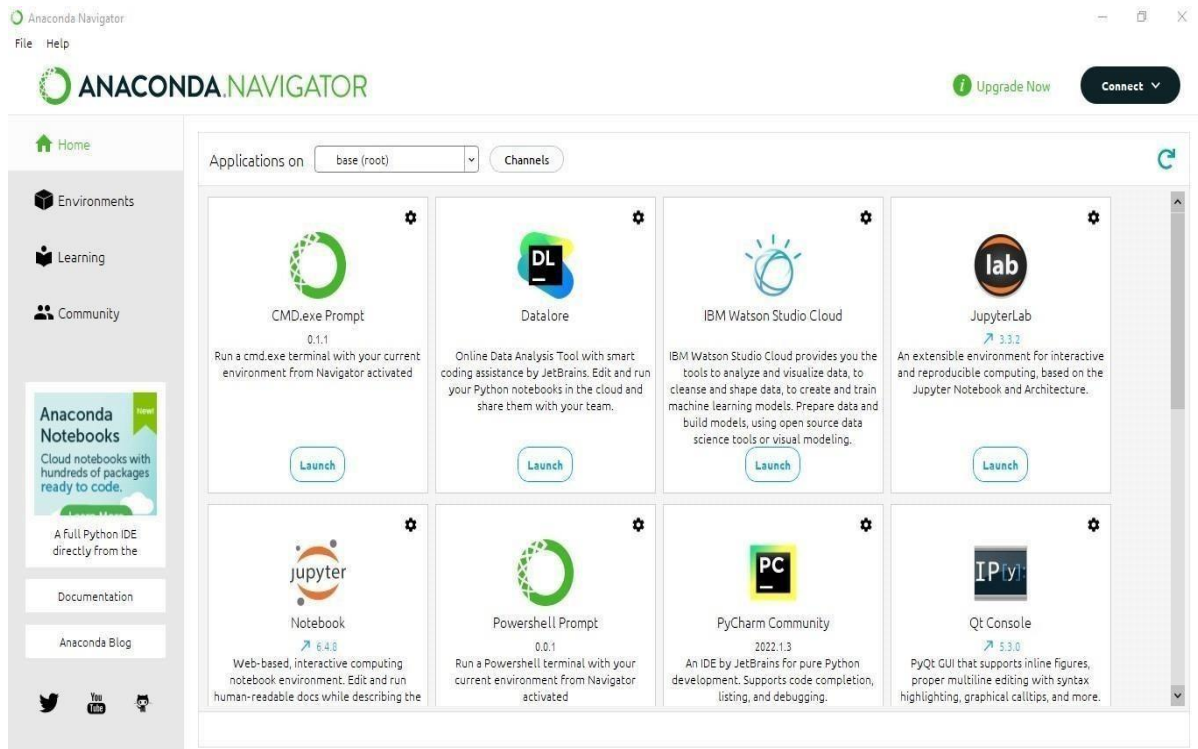 Anaconda Navigator
File Help
ANACONDA.NAVIGATOR
Upgrade Now
Connect
Home
Environments
Learning
Community
Anaconda
Notebooks
New!
Cloud notebooks with
hundreds of packages
ready to code.
Learn More
A full Python IDE
directly from the
Documentation
Anaconda Blog
You
Tube
Applications on base (root) Channels
CMD.exe Prompt
0.1.1
Run a cmd.exe terminal with your current
environment from Navigator activated
Launch
DL
Datalore
Online Data Analysis Tool with smart
coding assistance by JetBrains. Edit and run
your Python notebooks in the cloud and
share them with your team.
Launch
IBM Watson Studio Cloud
IBM Watson Studio Cloud provides you the
tools to analyze and visualize data, to
cleanse and shape data, to create and train
machine learning models. Prepare data and
build models, using open source data
science tools or visual modeling.
Launch
lab
JupyterLab
3.3.2
An extensible environment for interactive
and reproducible computing, based on the
Jupyter Notebook and Architecture.
Launch
jupyter
Notebook
6.4.8
Web-based, interactive computing
notebook environment. Edit and run
human-readable docs while describing the
Powershell Prompt
0.0.1
Run a Powershell terminal with your
current environment from Navigator
activated
PC
PyCharm Community
2022.1.3
An IDE by JetBrains for pure Python
development. Supports code completion,
listing, and debugging.
IP[y]:
Qt Console
5.3.0
PyQt GUI that supports inline figures,
proper multiline editing with syntax
highlighting, graphical calltips, and more.